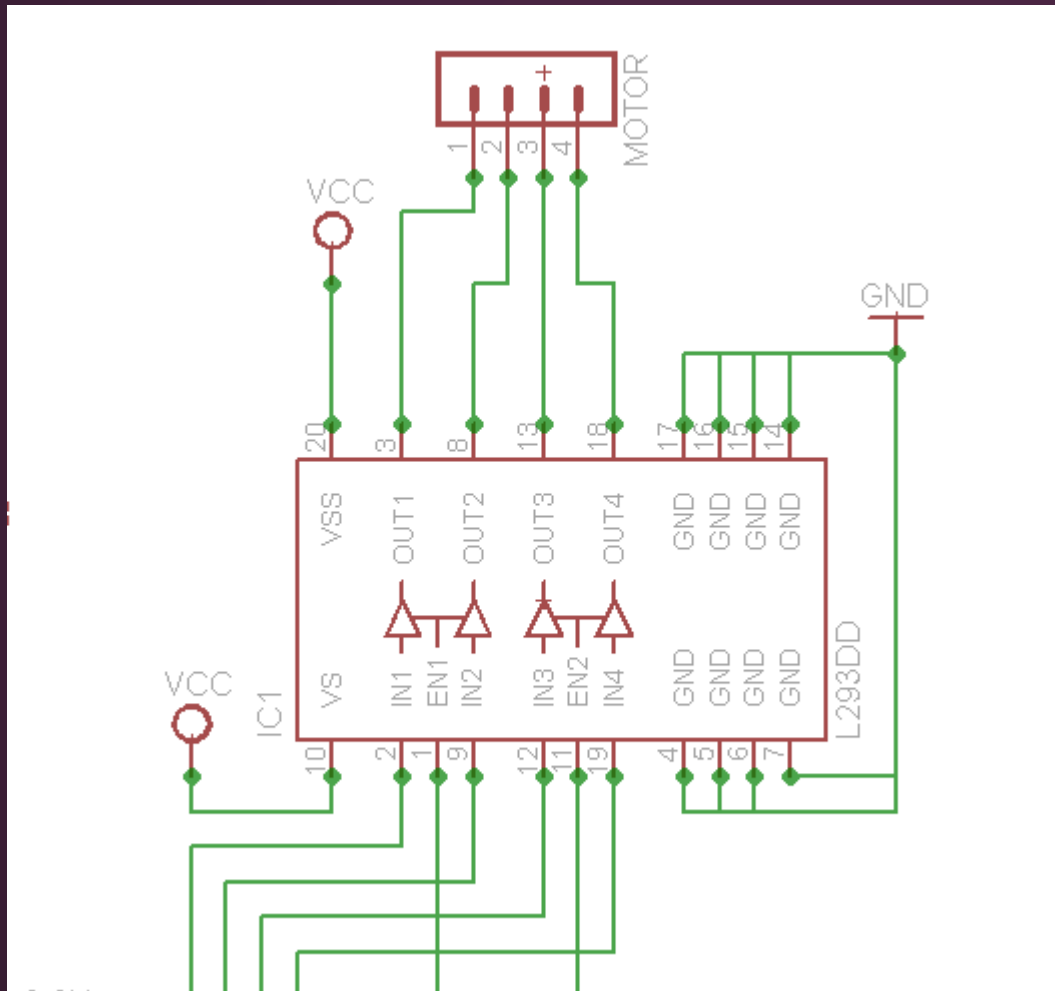 MOTOR
1
2
3
4
VCC
GND
20
3
8
13
18
17
16
15
14
VSS
OUT1
OUT2
OUT3
OUT4
GND
GND
GND
GND
VS
IN1
EN1
IN2
IN3
EN2
IN4
GND
GND
GND
GND
L293DD
IC1
VCC
10
2
1
9
12
11
19
4
5
6
7